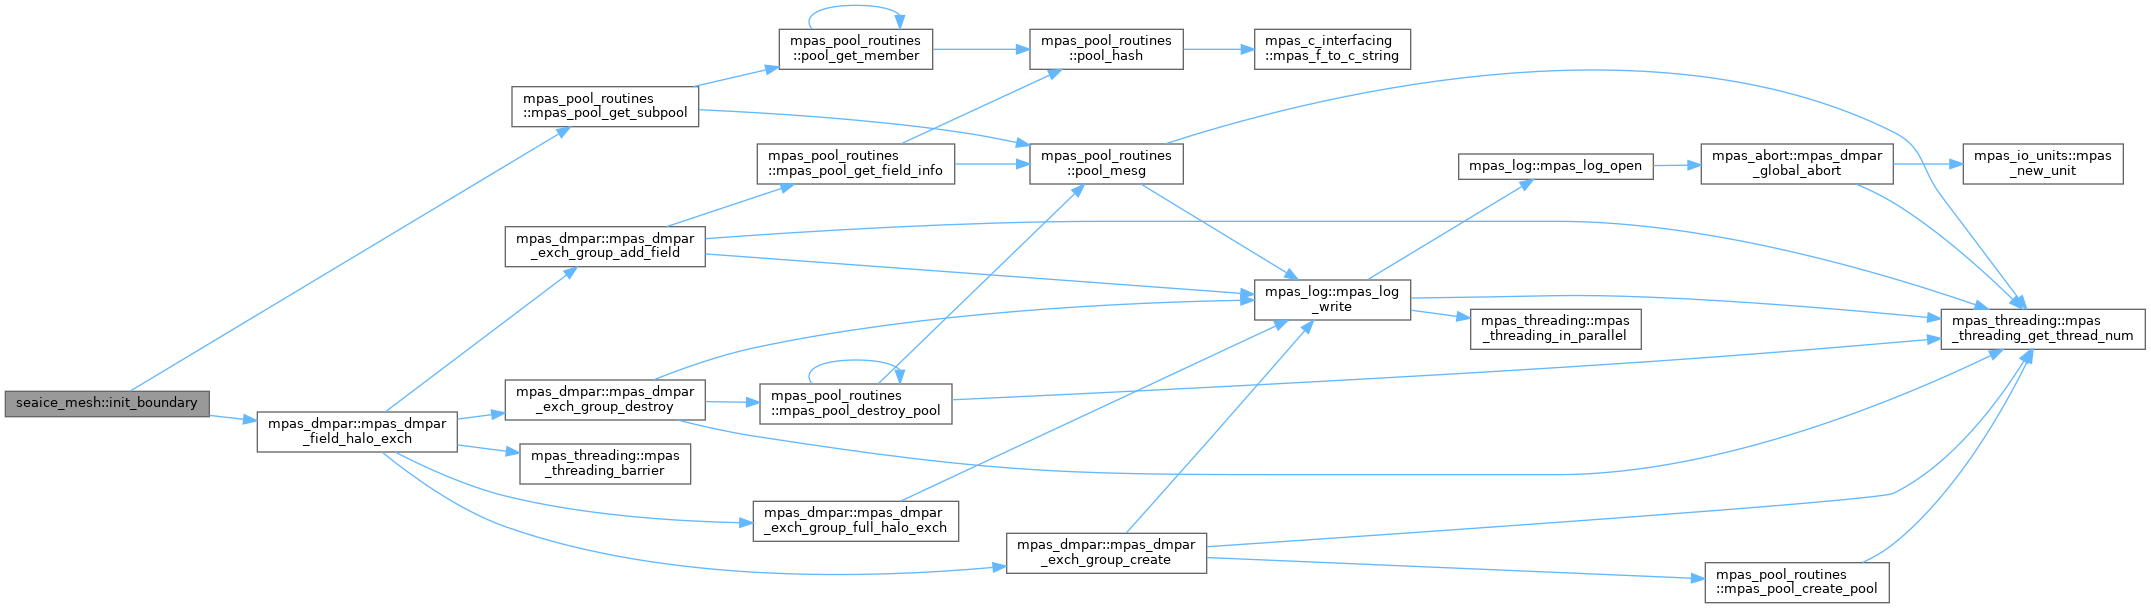 seaice_mesh::init_boundary
mpas_pool_routines
::mpas_pool_get_subpool
mpas_pool_routines
::pool_get_member
mpas_pool_routines
::pool_hash
mpas_c_interfacing
::mpas_f_to_c_string
mpas_pool_routines
::mpas_pool_get_field_info
mpas_pool_routines
::pool_mesg
mpas_log::mpas_log_open
mpas_abort::mpas_dmpar
_global_abort
mpas_io_units::mpas
_new_unit
mpas_dmpar::mpas_dmpar
_exch_group_add_field
mpas_log::mpas_log
_write
mpas_threading::mpas
_threading_in_parallel
mpas_threading::mpas
_threading_get_thread_num
mpas_dmpar::mpas_dmpar
_field_halo_exch
mpas_dmpar::mpas_dmpar
_exch_group_destroy
mpas_pool_routines
::mpas_pool_destroy_pool
mpas_threading::mpas
_threading_barrier
mpas_dmpar::mpas_dmpar
_exch_group_full_halo_exch
mpas_dmpar::mpas_dmpar
_exch_group_create
mpas_pool_routines
::mpas_pool_create_pool